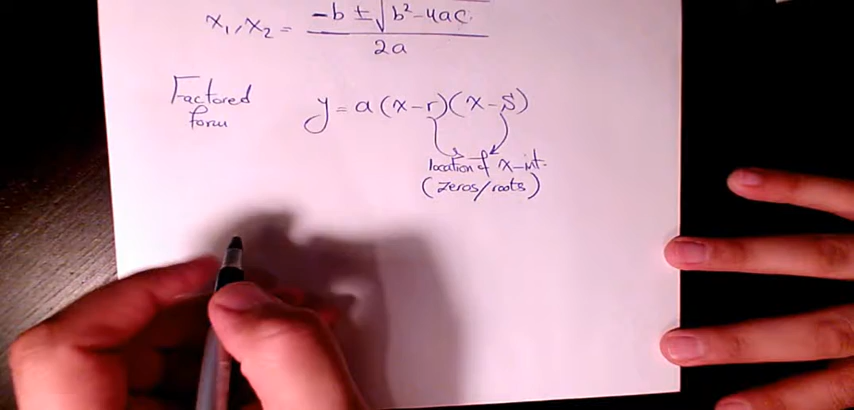 x₁, x₂ = (-b ± √(b² - 4ac)) / 2a
Factored form
y = a(x-r)(x-s)
location of x-int.
(zeros/roots)